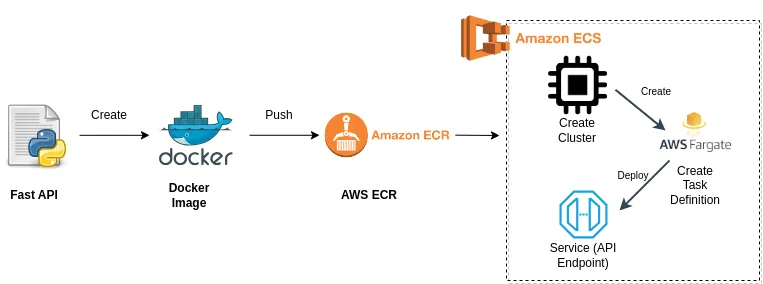 Amazon ECS
Create
Push
Create
docker
Amazon ECR
Create
Cluster
AWS Fargate
Fast API
Docker
Image
AWS ECR
Deploy
Create
Task
Definition
Service (API
Endpoint)